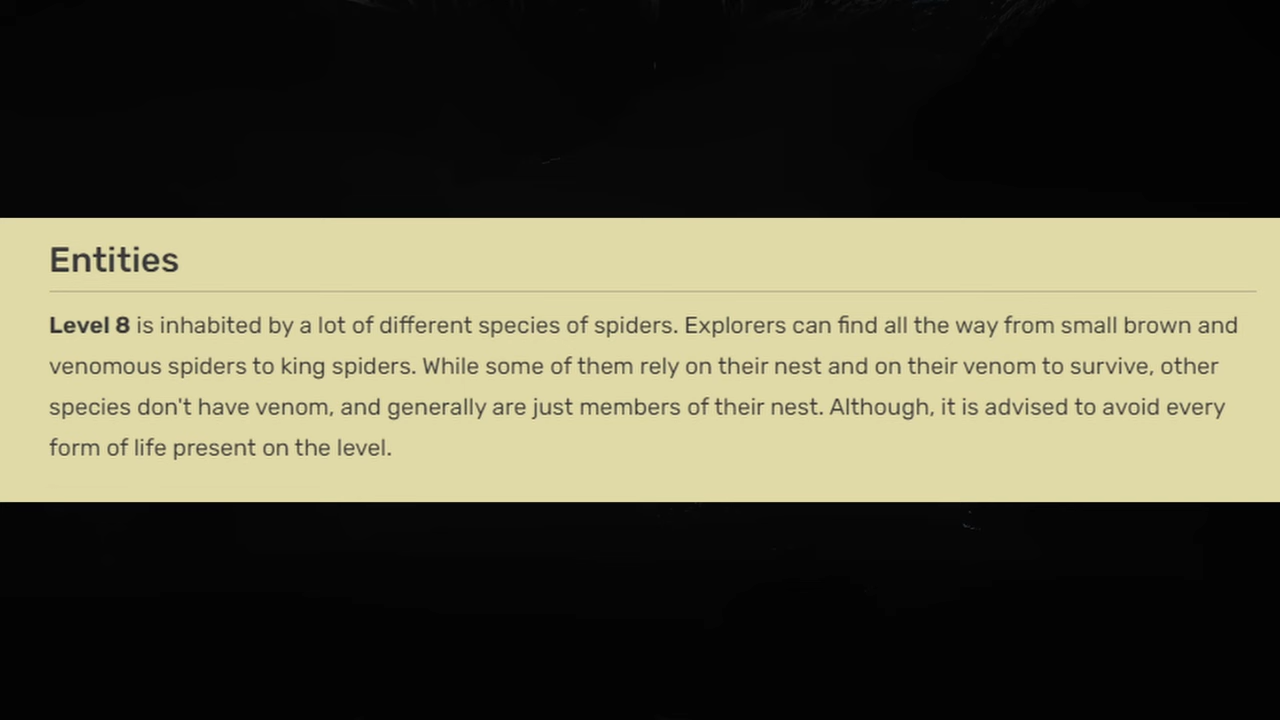 Entities
Level 8 is inhabited by a lot of different species of spiders. Explorers can find all the way from small brown and
venomous spiders to king spiders. While some of them rely on their nest and on their venom to survive, other
species don't have venom, and generally are just members of their nest. Although, it is advised to avoid every
form of life present on the level.